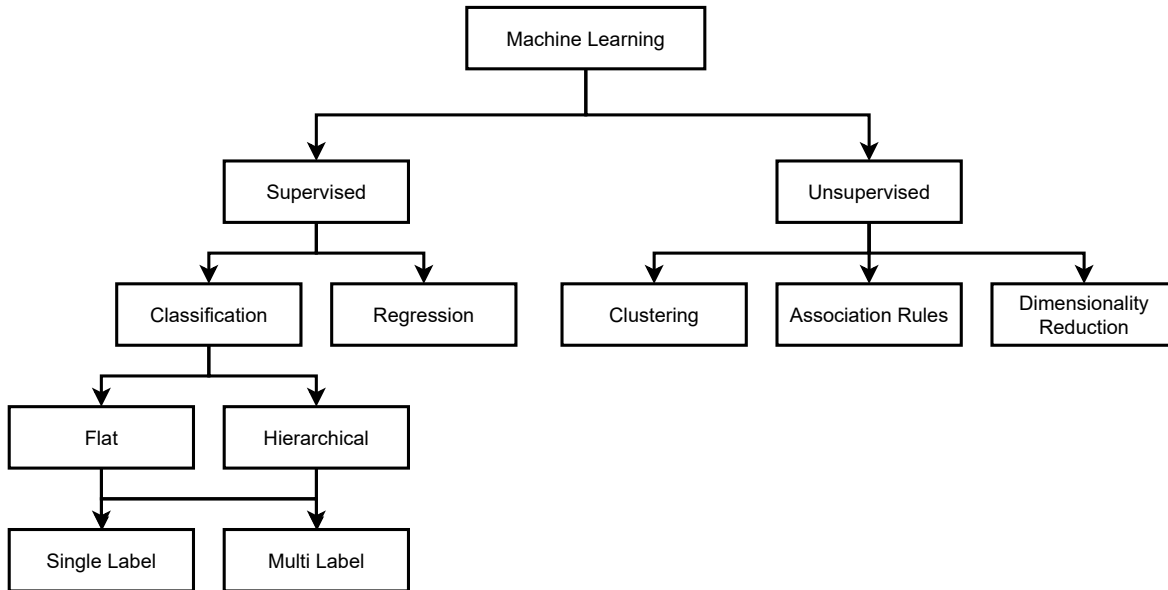 Machine Learning
Supervised
Unsupervised
Classification
Regression
Clustering
Association Rules
Dimensionality
Reduction
Flat
Hierarchical
Single Label
Multi Label